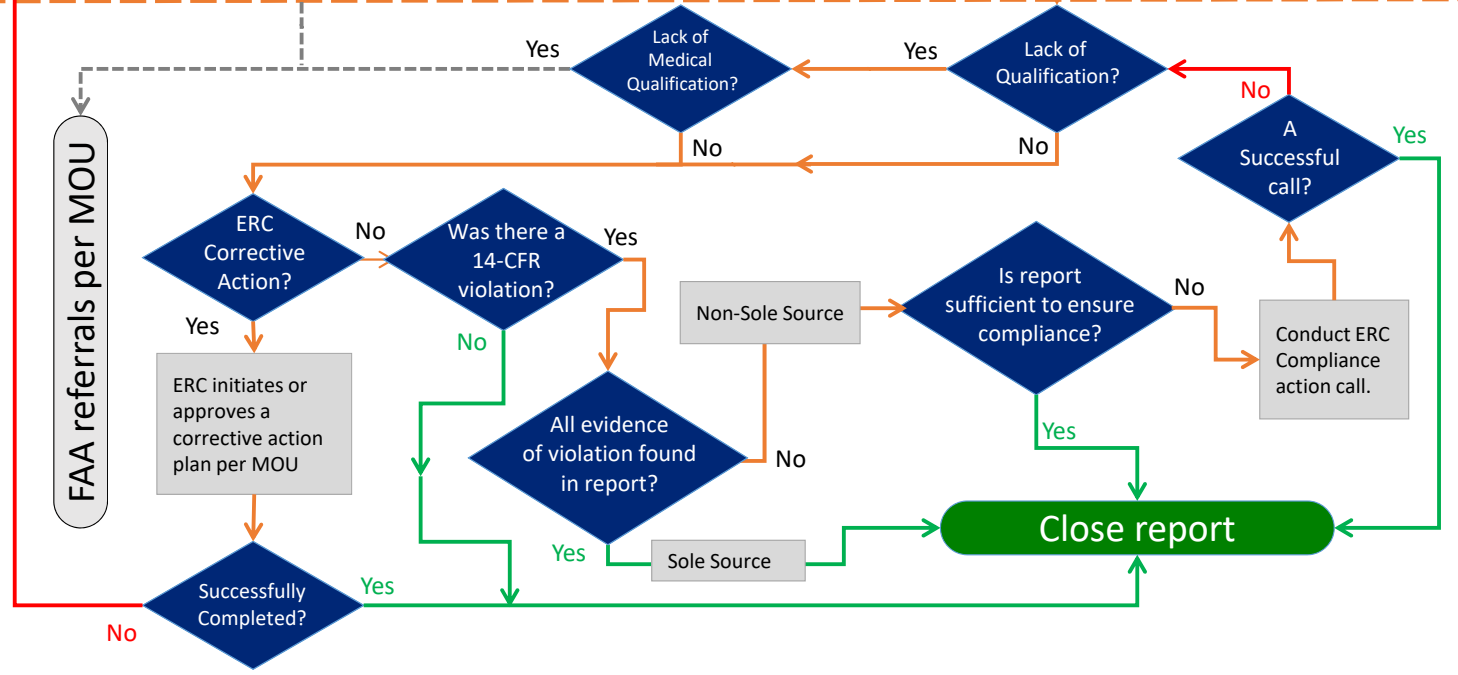 Yes
Lack of
Medical
Qualification?
Yes
Lack of
Qualification?
No
A
Successful
call?
Yes
No
No
FAA referrals per MOU
ERC
Corrective
Action?
No
Was there a
14-CFR
violation?
Yes
Is report
sufficient to ensure
compliance?
No
Non-Sole Source
Conduct ERC
Compliance
action call.
Yes
No
ERC initiates or
approves a
corrective action
plan per MOU
All evidence
of violation found
in report?
No
Yes
Close report
Yes
Sole Source
Successfully
Completed?
Yes
No